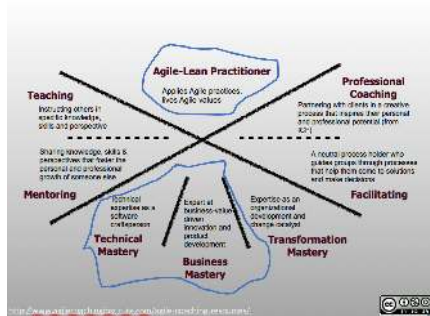 Agile-Lean Practitioner
Applies Agile practices,
lives Agile values
Teaching
Instructing others in
specific knowledge,
skills and perspective
Professional
Coaching
Partnering with clients in a creative
process that inspires their personal
and professional potential (from
ICF)
Sharing knowledge, skills &
perspectives that foster the
personal and professional
growth of someone else
Mentoring
A neutral process holder who
guides groups through processes
that help them come to solutions
and make decisions
Facilitating
Technical
expertise as a
software
craftsperson
Technical
Mastery
Expert at
business-value
driven
innovation and
product
development
Business
Mastery
Expertise as an
organizational
development and
change catalyst
Transformation
Mastery